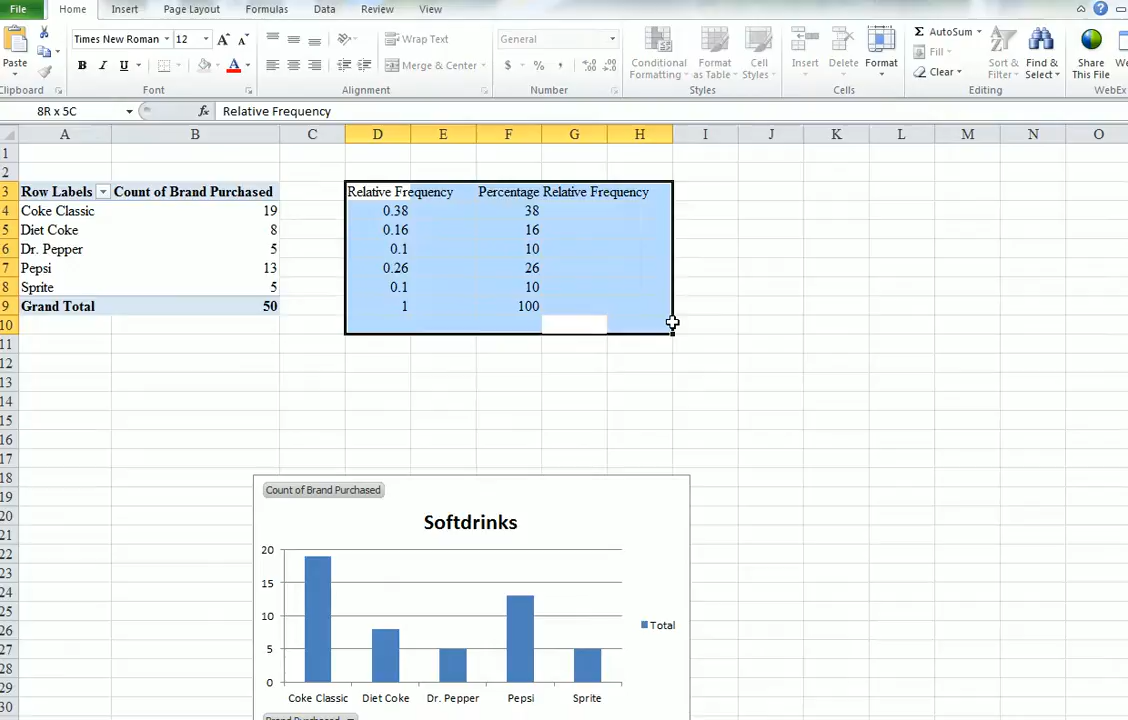 File Home Insert Page Layout Formulas Data Review View
Times New Roman 12 A A Wrap Text General AutoSum
Paste B I U A Merge & Center $ % , Conditional Formatting Format as Table Cell Styles Insert Delete Format Fill Clear Sort & Filter Find & Select Share This File
Clipboard Font Alignment Number Styles Cells Editing WebEx
8R x 5C fx Relative Frequency
A B C D E F G H I J K L M N O
1
2
3 Row Labels Count of Brand Purchased Relative Frequency Percentage Relative Frequency
4 Coke Classic 19 0.38 38
5 Diet Coke 8 0.16 16
6 Dr. Pepper 5 0.1 10
7 Pepsi 13 0.26 26
8 Sprite 5 0.1 10
9 Grand Total 50 1 100
10
11
12
13
14
15
16
17
18
19
20
21
22
23
24
25
26
27
28
29
30
Count of Brand Purchased
Softdrinks
20
15
10
5
0
Total
Coke Classic Diet Coke Dr. Pepper Pepsi Sprite
Brand Purchased